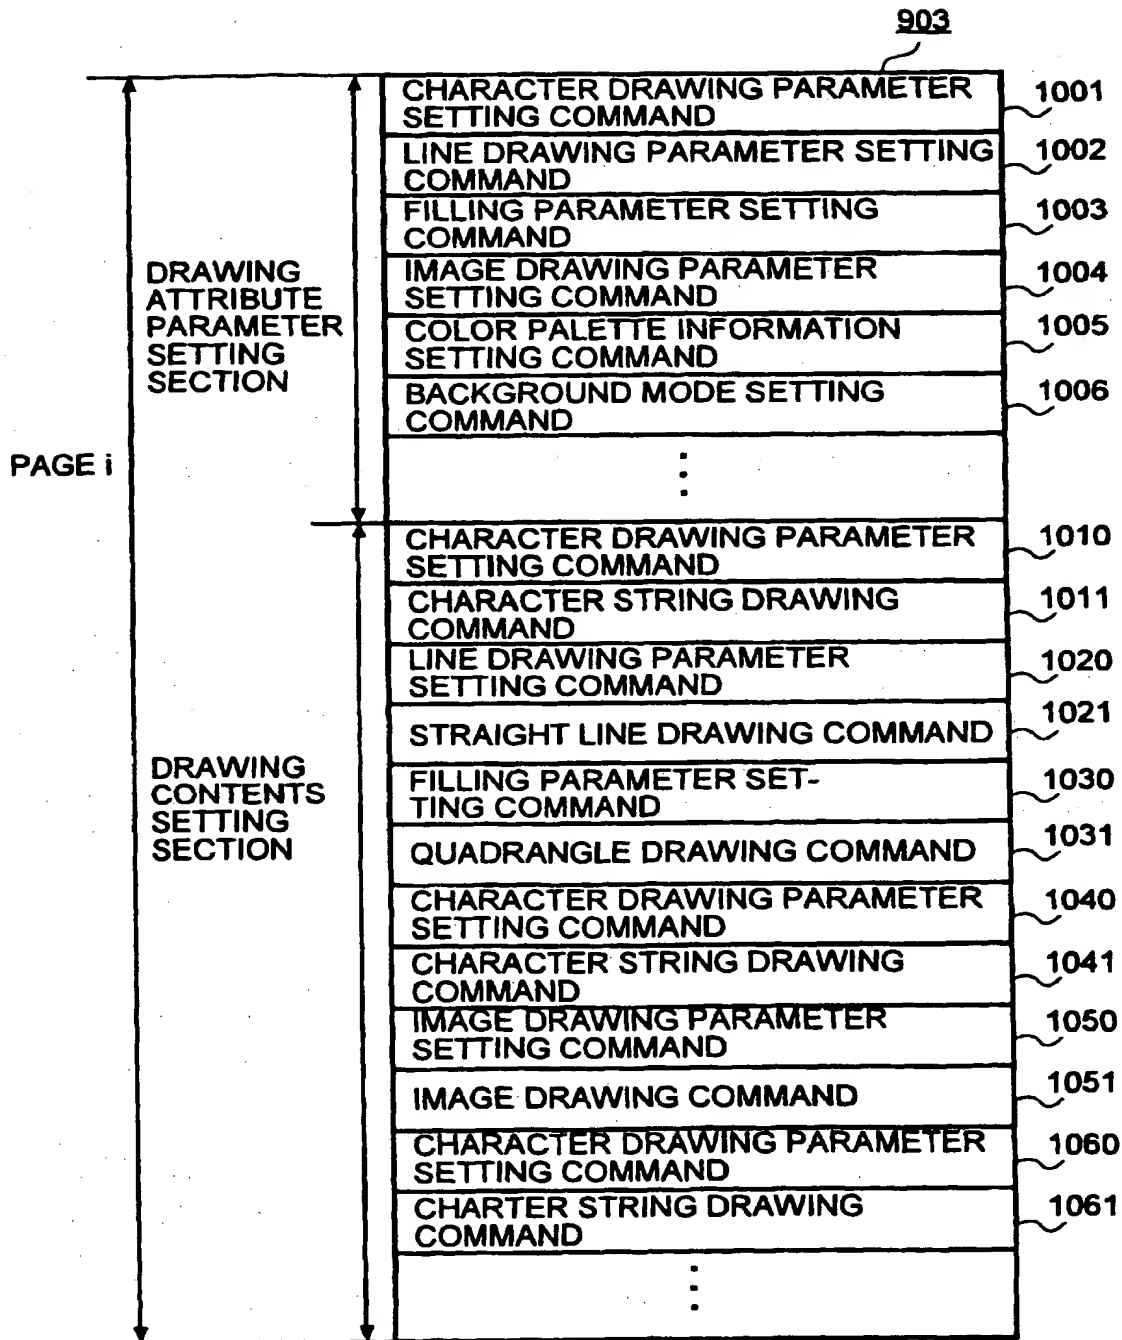 903
CHARACTER DRAWING PARAMETER
SETTING COMMAND
1001
LINE DRAWING PARAMETER SETTING
COMMAND
1002
FILLING PARAMETER SETTING
COMMAND
1003
IMAGE DRAWING PARAMETER
SETTING COMMAND
1004
COLOR PALETTE INFORMATION
SETTING COMMAND
1005
BACKGROUND MODE SETTING
COMMAND
1006
DRAWING
ATTRIBUTE
PARAMETER
SETTING
SECTION
PAGE i
CHARACTER DRAWING PARAMETER
SETTING COMMAND
1010
CHARACTER STRING DRAWING
COMMAND
1011
LINE DRAWING PARAMETER
SETTING COMMAND
1020
STRAIGHT LINE DRAWING COMMAND
1021
FILLING PARAMETER SET-
TING COMMAND
1030
QUADRANGLE DRAWING COMMAND
1031
DRAWING
CONTENTS
SETTING
SECTION
CHARACTER DRAWING PARAMETER
SETTING COMMAND
1040
CHARACTER STRING DRAWING
COMMAND
1041
IMAGE DRAWING PARAMETER
SETTING COMMAND
1050
IMAGE DRAWING COMMAND
1051
CHARACTER DRAWING PARAMETER
SETTING COMMAND
1060
CHARTER STRING DRAWING
COMMAND
1061